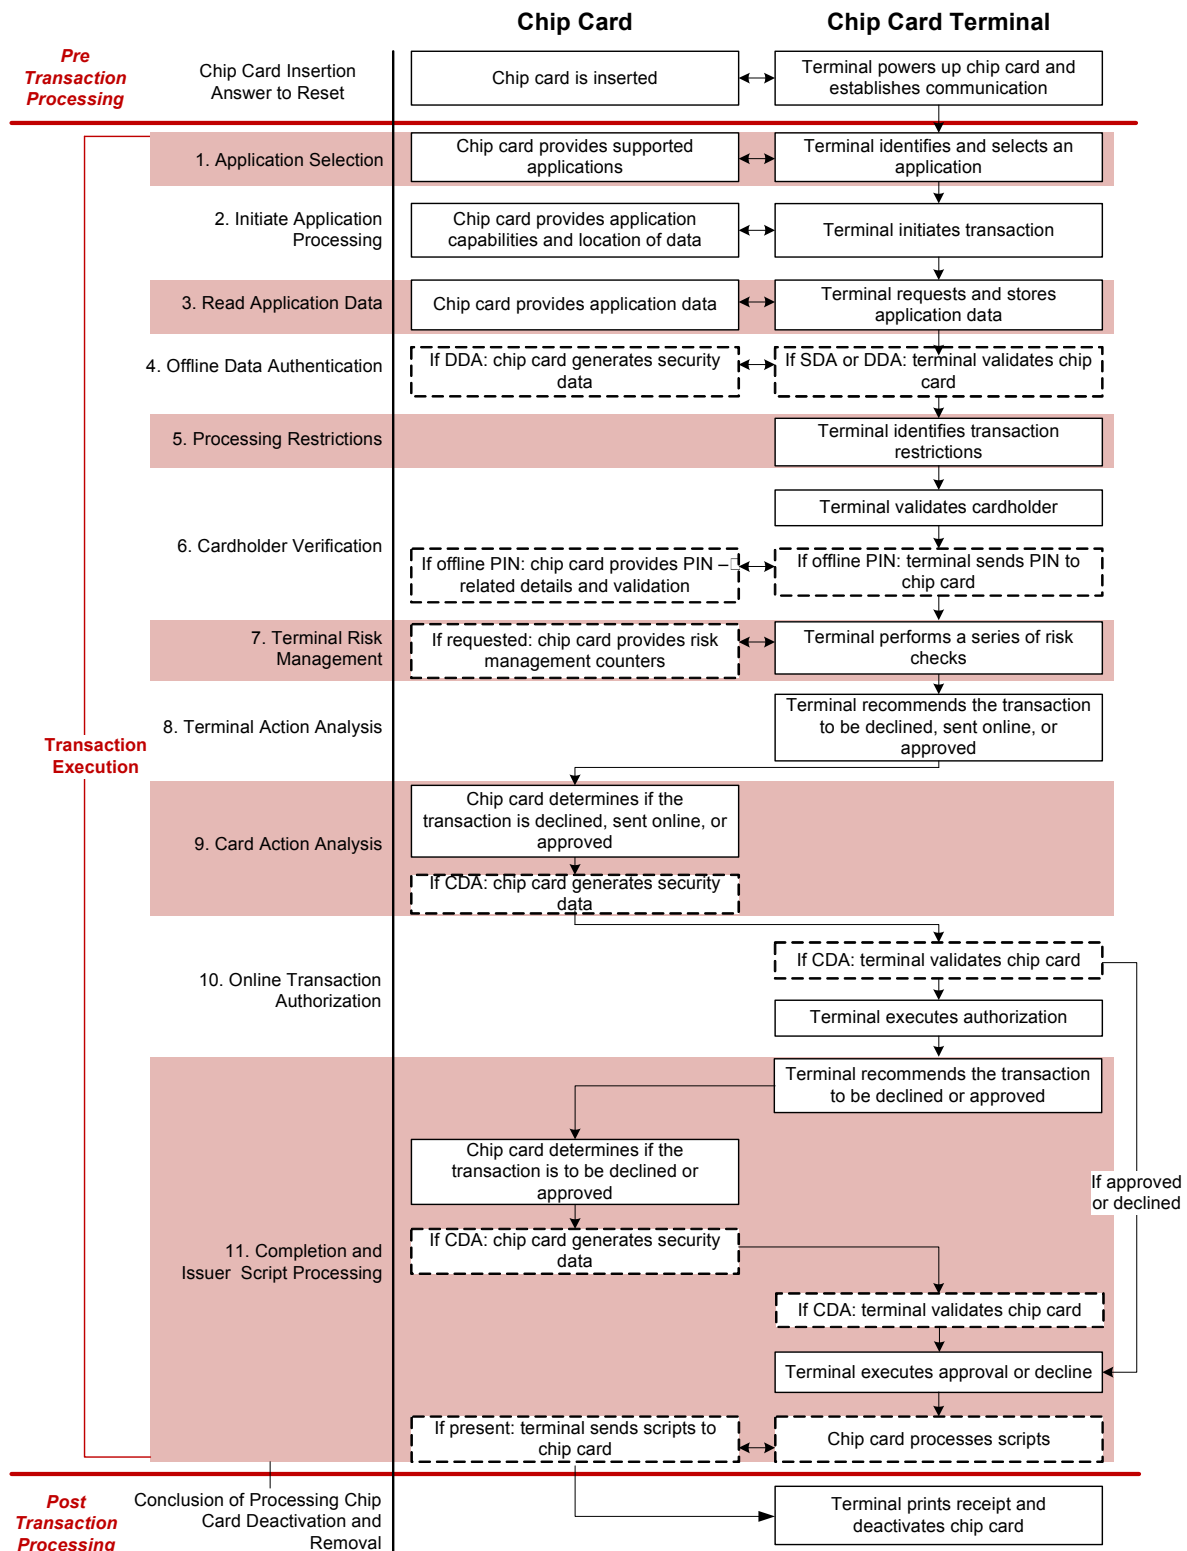 Chip Card
Chip Card Terminal
Pre
Transaction
Processing
Chip Card Insertion
Answer to Reset
Chip card is inserted
Terminal powers up chip card and
establishes communication
1. Application Selection
Chip card provides supported
applications
Terminal identifies and selects an
application
2. Initiate Application
Processing
Chip card provides application
capabilities and location of data
Terminal initiates transaction
3. Read Application Data
Chip card provides application data
Terminal requests and stores
application data
4. Offline Data Authentication
If DDA: chip card generates security
data
If SDA or DDA: terminal validates chip
card
5. Processing Restrictions
Terminal identifies transaction
restrictions
Terminal validates cardholder
6. Cardholder Verification
If offline PIN: chip card provides PIN –
related details and validation
If offline PIN: terminal sends PIN to
chip card
7. Terminal Risk
Management
If requested: chip card provides risk
management counters
Terminal performs a series of risk
checks
8. Terminal Action Analysis
Terminal recommends the transaction
to be declined, sent online, or
approved
Transaction
Execution
9. Card Action Analysis
Chip card determines if the
transaction is declined, sent online, or
approved
If CDA: chip card generates security
data
10. Online Transaction
Authorization
If CDA: terminal validates chip card
Terminal executes authorization
Terminal recommends the transaction
to be declined or approved
Chip card determines if the
transaction is to be declined or
approved
If approved
or declined
11. Completion and
Issuer Script Processing
If CDA: chip card generates security
data
If CDA: terminal validates chip card
Terminal executes approval or decline
If present: terminal sends scripts to
chip card
Chip card processes scripts
Post
Transaction
Processing
Conclusion of Processing Chip
Card Deactivation and
Removal
Terminal prints receipt and
deactivates chip card